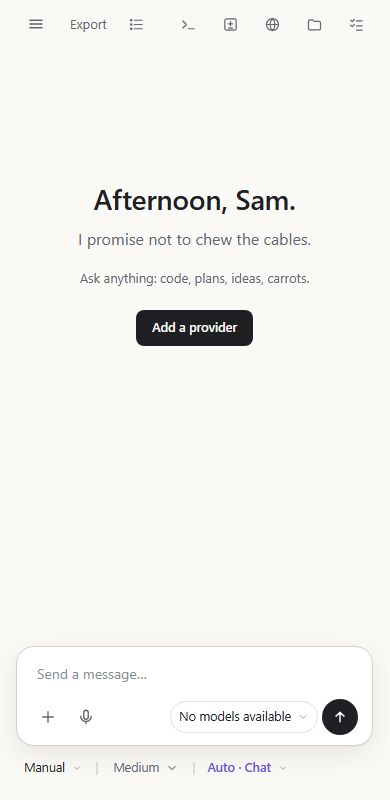 Export
Afternoon, Sam.
I promise not to chew the cables.
Ask anything: code, plans, ideas, carrots.
Add a provider
Send a message...
No models available
Manual Medium Auto · Chat